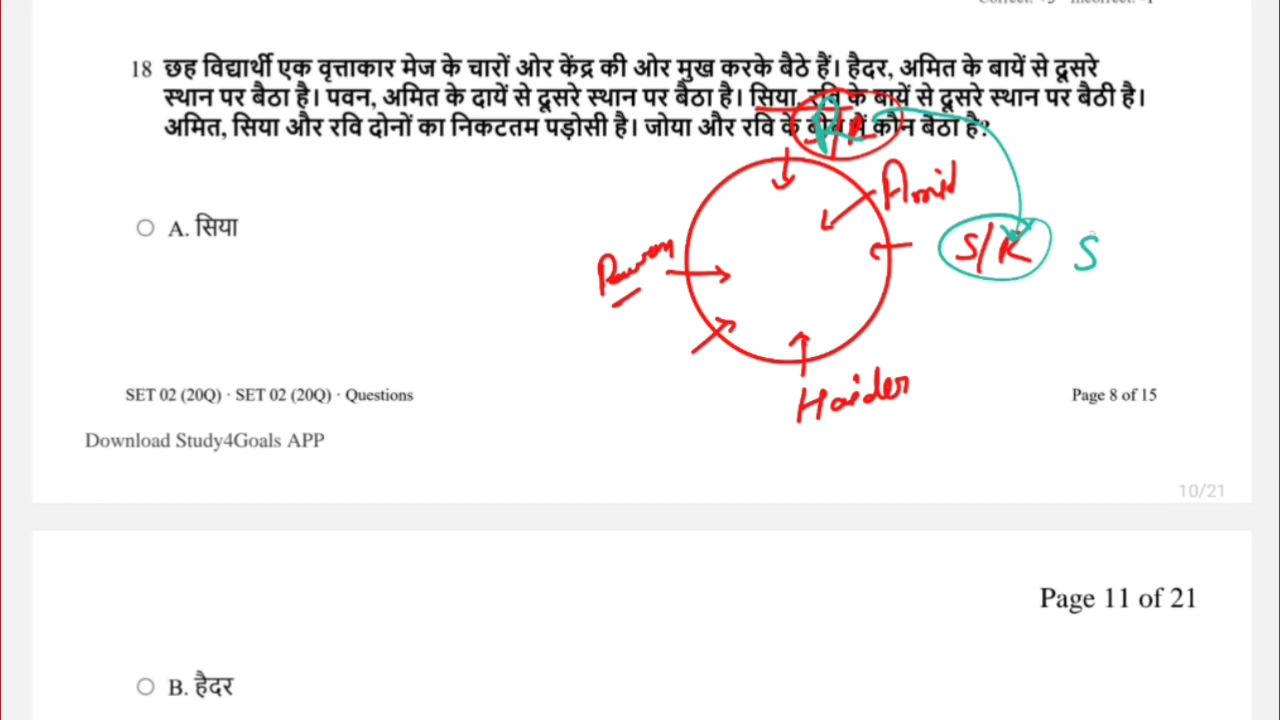 18 छह विद्यार्थी एक वृत्ताकार मेज के चारों ओर केंद्र की ओर मुख करके बैठे हैं। हैदर, अमित के बायें से दूसरे
स्थान पर बैठा है। पवन, अमित के दायें से दूसरे स्थान पर बैठा है। सिया, रवि के बायें से दूसरे स्थान पर बैठी है।
अमित, सिया और रवि दोनों का निकटतम पड़ोसी है। जोया और रवि के बीच में कौन बैठा है?
R
Amit
A. सिया
S/R S
Pawan
Haider
SET 02 (20Q) · SET 02 (20Q) · Questions
Page 8 of 15
Download Study4Goals APP
10/21
Page 11 of 21
B. हैदर